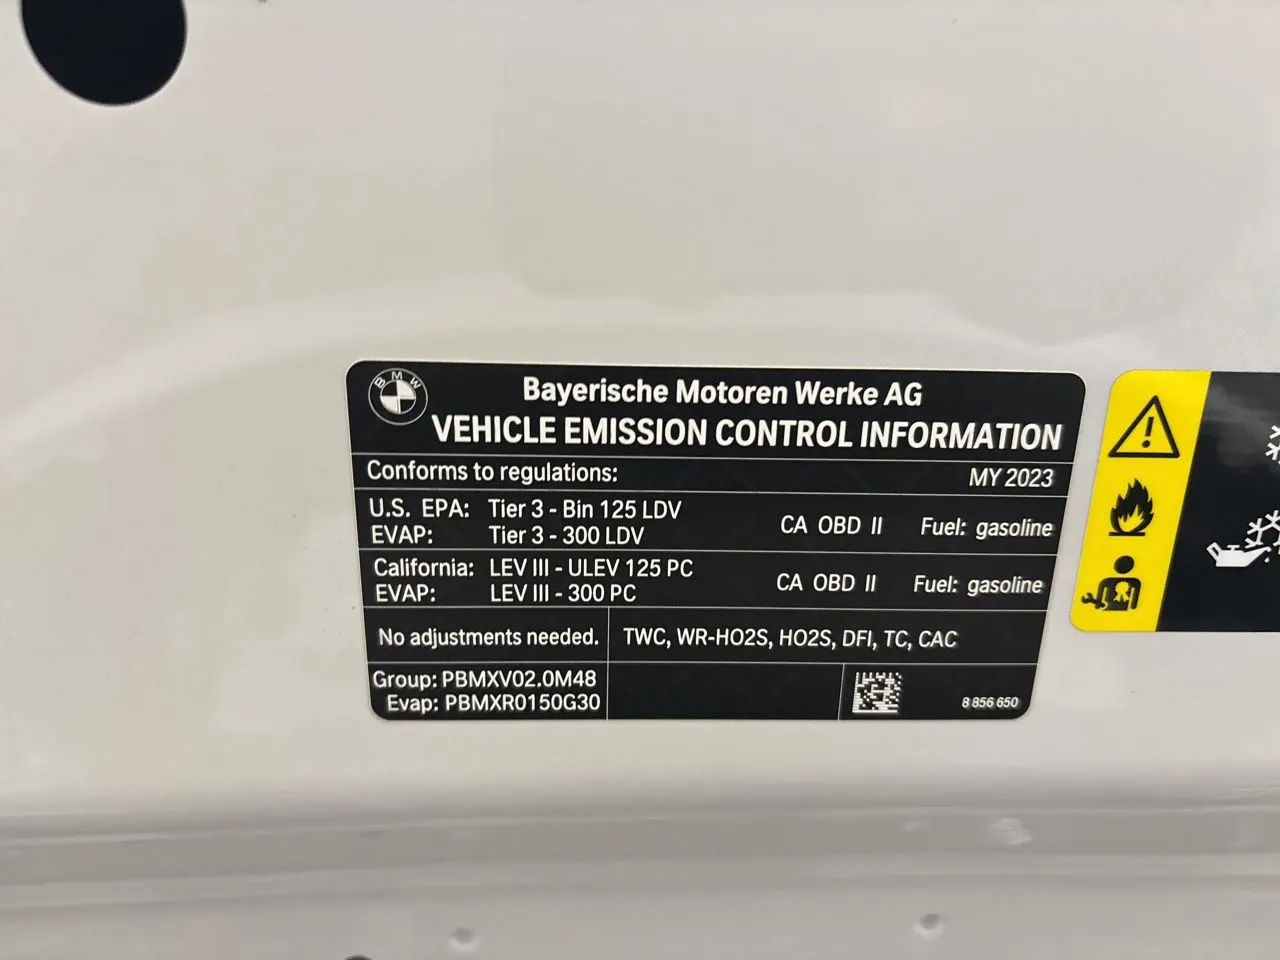 BMW
Bayerische Motoren Werke AG
VEHICLE EMISSION CONTROL INFORMATION
Conforms to regulations: MY 2023
U.S. EPA: Tier 3 - Bin 125 LDV
EVAP: Tier 3 - 300 LDV
CA OBD II Fuel: gasoline
California: LEV III - ULEV 125 PC
EVAP: LEV III - 300 PC
CA OBD II Fuel: gasoline
No adjustments needed. TWC, WR-HO2S, HO2S, DFI, TC, CAC
Group: PBMXV02.0M48
Evap: PBMXR0150G30
8 856 650